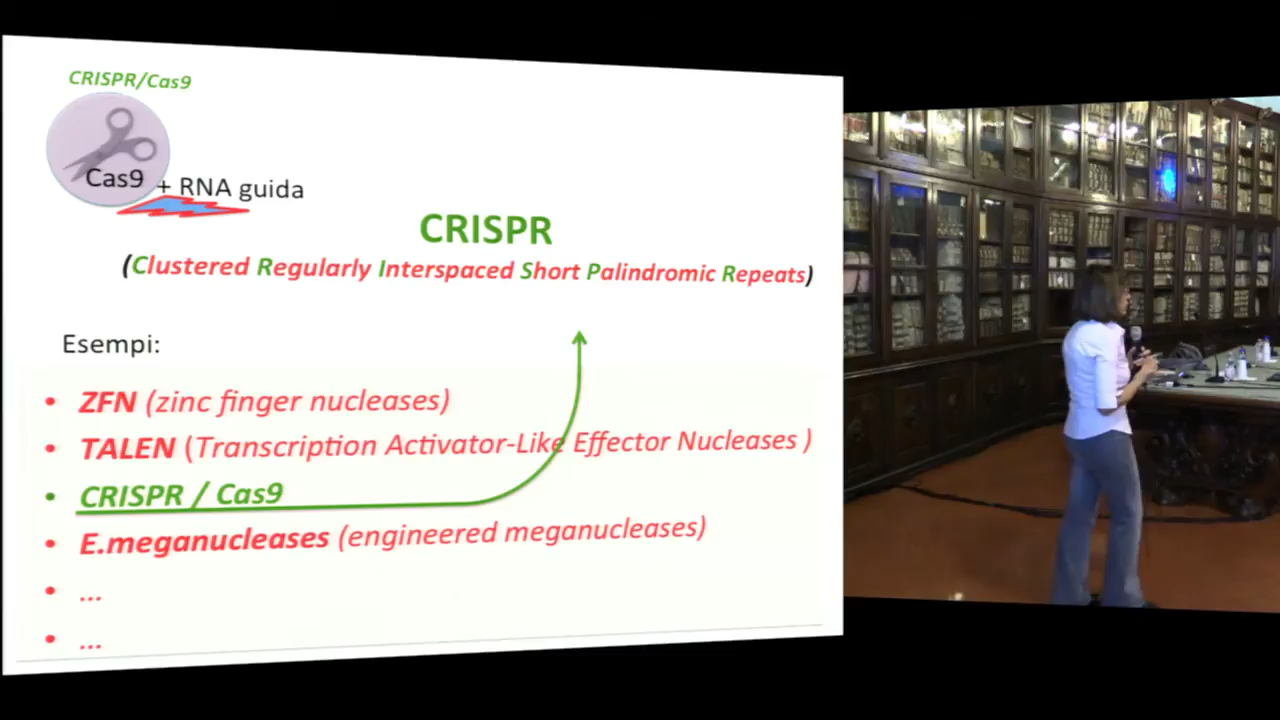 CRISPR/Cas9
Cas9 + RNA guida
CRISPR
(Clustered Regularly Interspaced Short Palindromic Repeats)
Esempi:
• ZFN (zinc finger nucleases)
• TALEN (Transcription Activator-Like Effector Nucleases )
• CRISPR / Cas9
• E.meganucleases (engineered meganucleases)
• ...
• ...